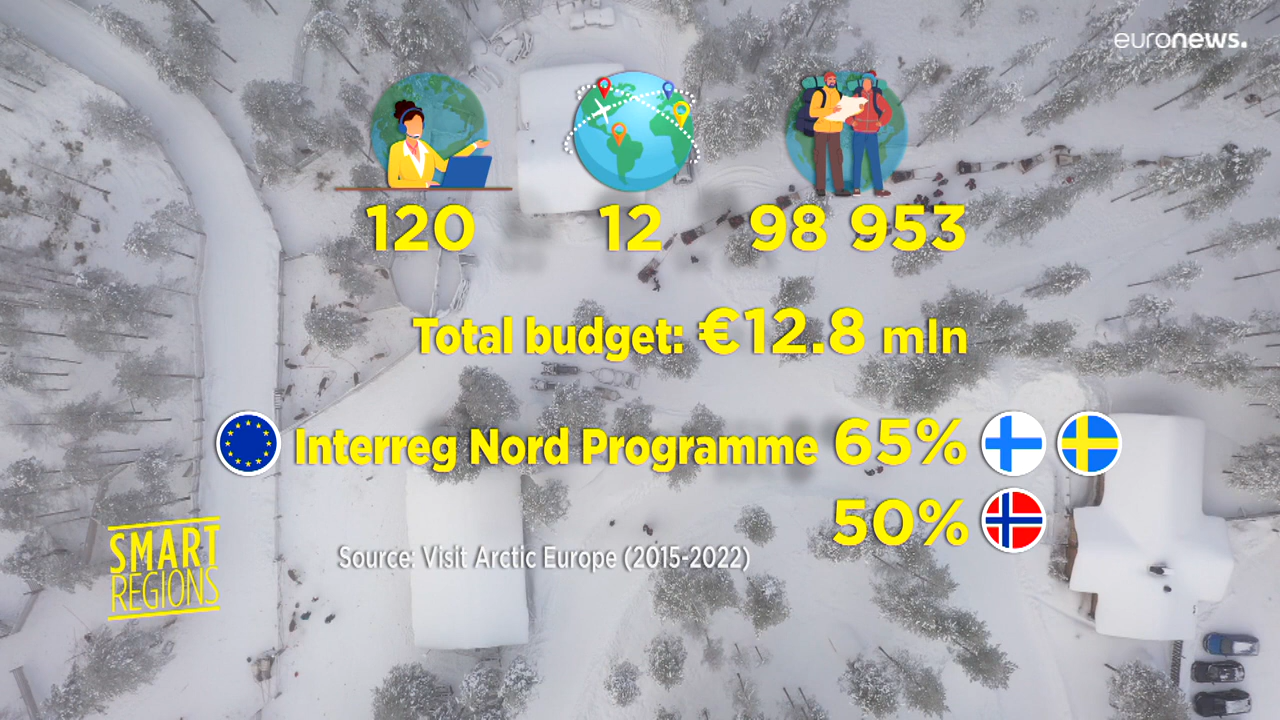 euronews.
120 12 98 953
Total budget: €12.8 mln
Interreg Nord Programme 65%
50%
Source: Visit Arctic Europe (2015-2022)
SMART
REGIONS